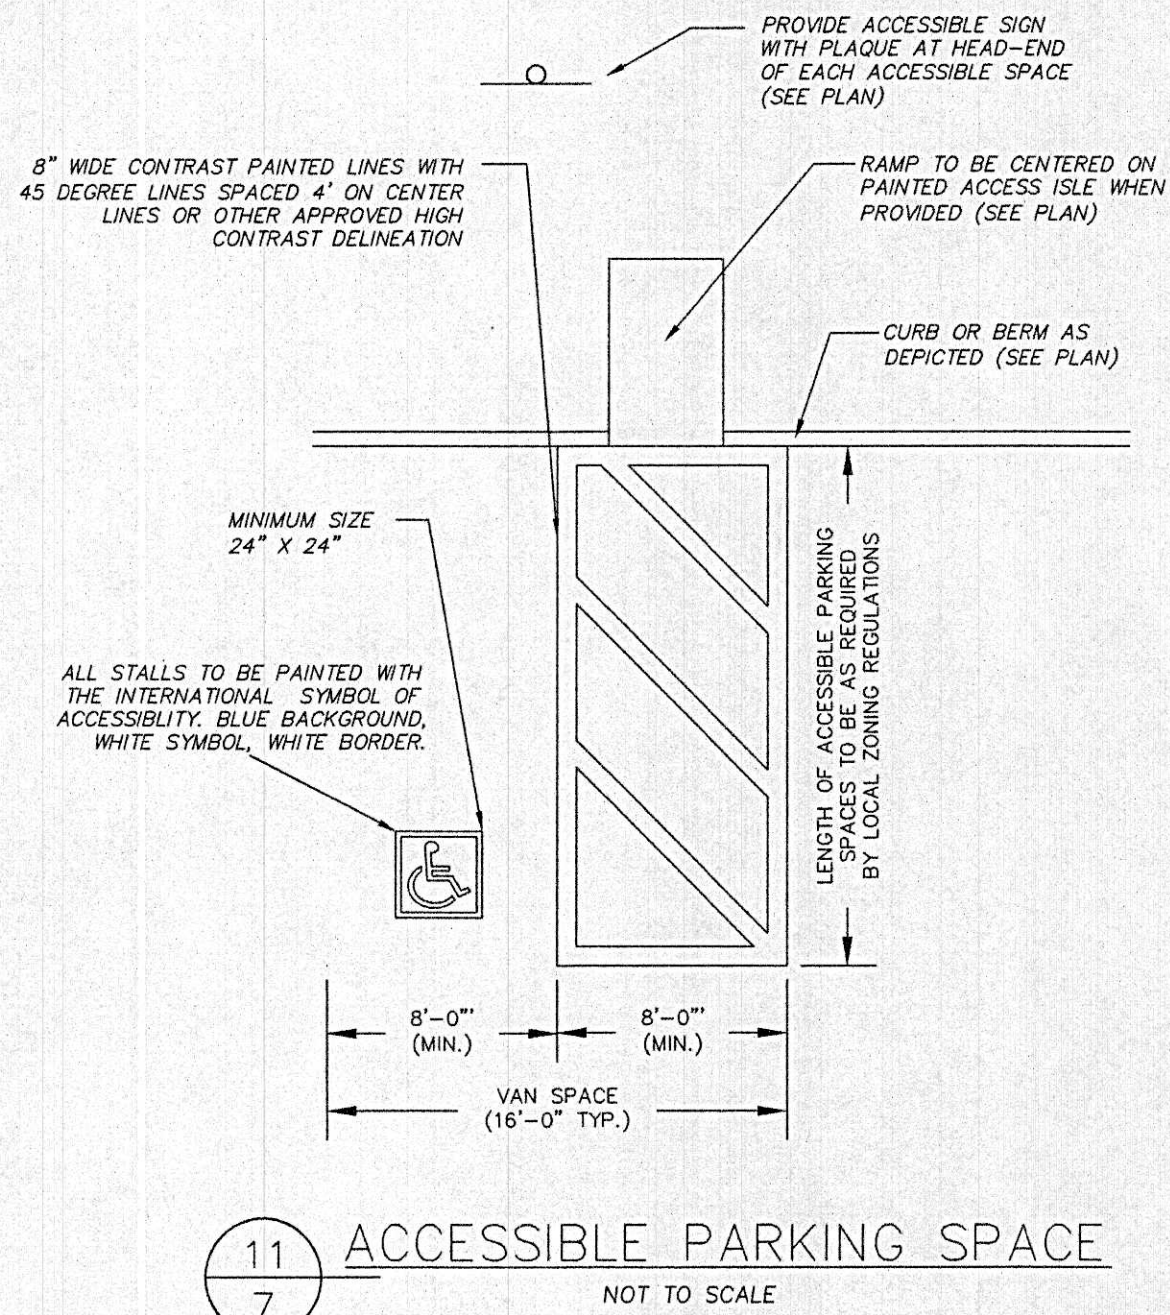 PROVIDE ACCESSIBLE SIGN
WITH PLAQUE AT HEAD-END
OF EACH ACCESSIBLE SPACE
(SEE PLAN)
8" WIDE CONTRAST PAINTED LINES WITH
45 DEGREE LINES SPACED 4' ON CENTER
LINES OR OTHER APPROVED HIGH
CONTRAST DELINEATION
RAMP TO BE CENTERED ON
PAINTED ACCESS ISLE WHEN
PROVIDED (SEE PLAN)
CURB OR BERM AS
DEPICTED (SEE PLAN)
MINIMUM SIZE
24" X 24"
LENGTH OF ACCESSIBLE PARKING
SPACES TO BE AS REQUIRED
BY LOCAL ZONING REGULATIONS
ALL STALLS TO BE PAINTED WITH
THE INTERNATIONAL SYMBOL OF
ACCESSIBLITY. BLUE BACKGROUND,
WHITE SYMBOL, WHITE BORDER.
8'-0"'
(MIN.)
8'-0"'
(MIN.)
VAN SPACE
(16'-0" TYP.)
11
7
ACCESSIBLE PARKING SPACE
NOT TO SCALE